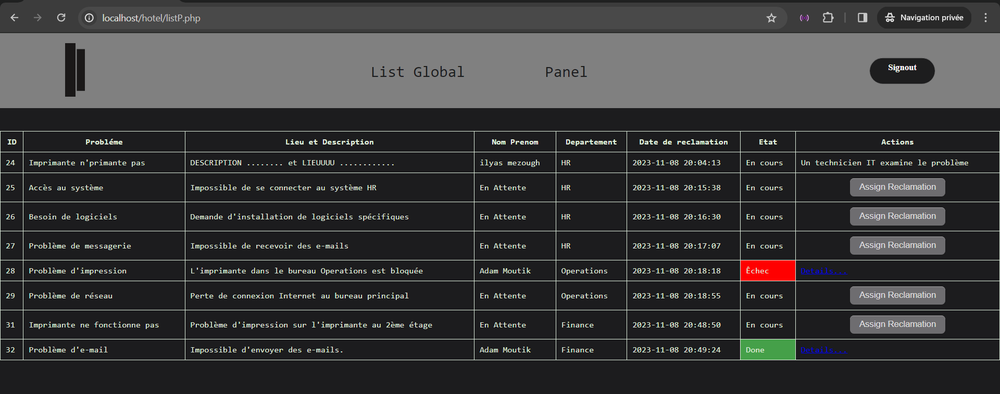 localhost/hotel/listP.php
Navigation privée
List Global Panel
Signout
ID Probléme Lieu et Description Nom Prenom Departement Date de reclamation Etat Actions
24 Imprimante n'primante pas DESCRIPTION ........ et LIEUUUU ............ ilyas mezough HR 2023-11-08 20:04:13 En cours Un technicien IT examine le problème
25 Accès au système Impossible de se connecter au système HR En Attente HR 2023-11-08 20:15:38 En cours Assign Reclamation
26 Besoin de logiciels Demande d'installation de logiciels spécifiques En Attente HR 2023-11-08 20:16:30 En cours Assign Reclamation
27 Problème de messagerie Impossible de recevoir des e-mails En Attente HR 2023-11-08 20:17:07 En cours Assign Reclamation
28 Problème d'impression L'imprimante dans le bureau Operations est bloquée Adam Moutik Operations 2023-11-08 20:18:18 Êchec Details...
29 Problème de réseau Perte de connexion Internet au bureau principal En Attente Operations 2023-11-08 20:18:55 En cours Assign Reclamation
31 Imprimante ne fonctionne pas Problème d'impression sur l'imprimante au 2ème étage En Attente Finance 2023-11-08 20:48:50 En cours Assign Reclamation
32 Problème d'e-mail Impossible d'envoyer des e-mails. Adam Moutik Finance 2023-11-08 20:49:24 Done Details...